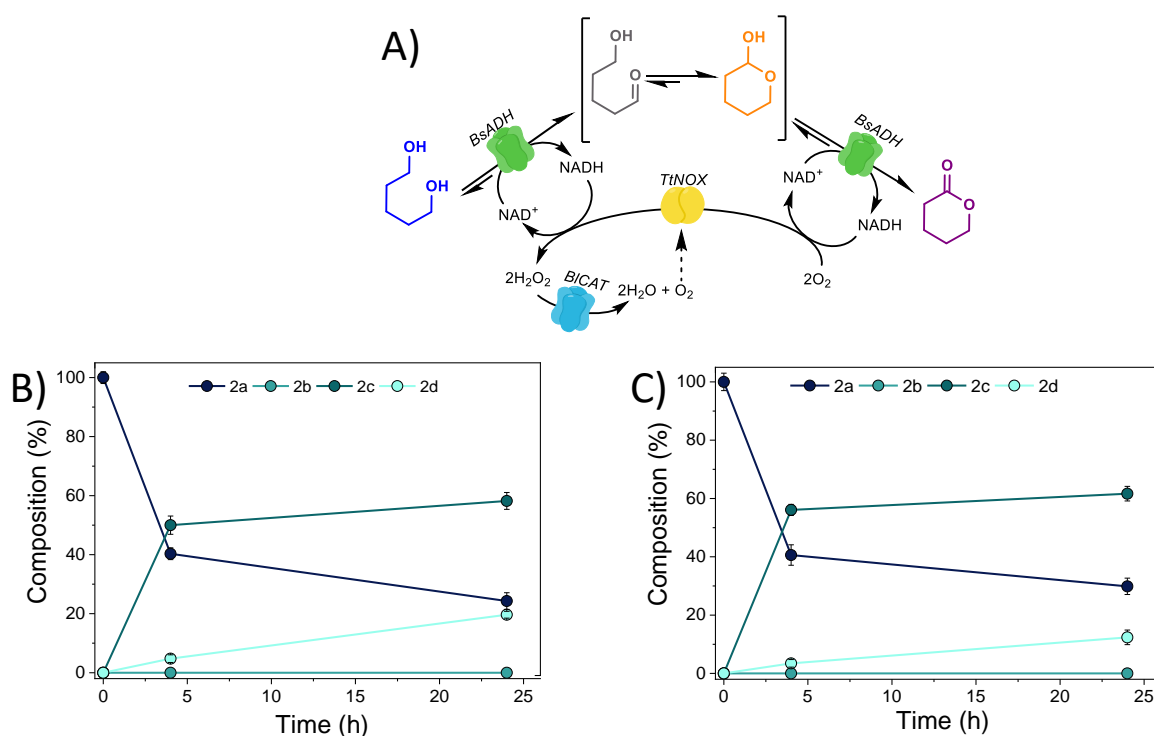 A)
OH
O
OH
O
BsADH
BsADH
OH
OH
NADH
NAD+
TtNOX
NAD+
NADH
O
O
2H2O2
BlCAT
2H2O + O2
2O2
B)
2a 2b 2c 2d
Composition (%)
100
80
60
40
20
0
0 5 10 15 20 25
Time (h)
C)
2a 2b 2c 2d
Composition (%)
100
80
60
40
20
0
0 5 10 15 20 25
Time (h)